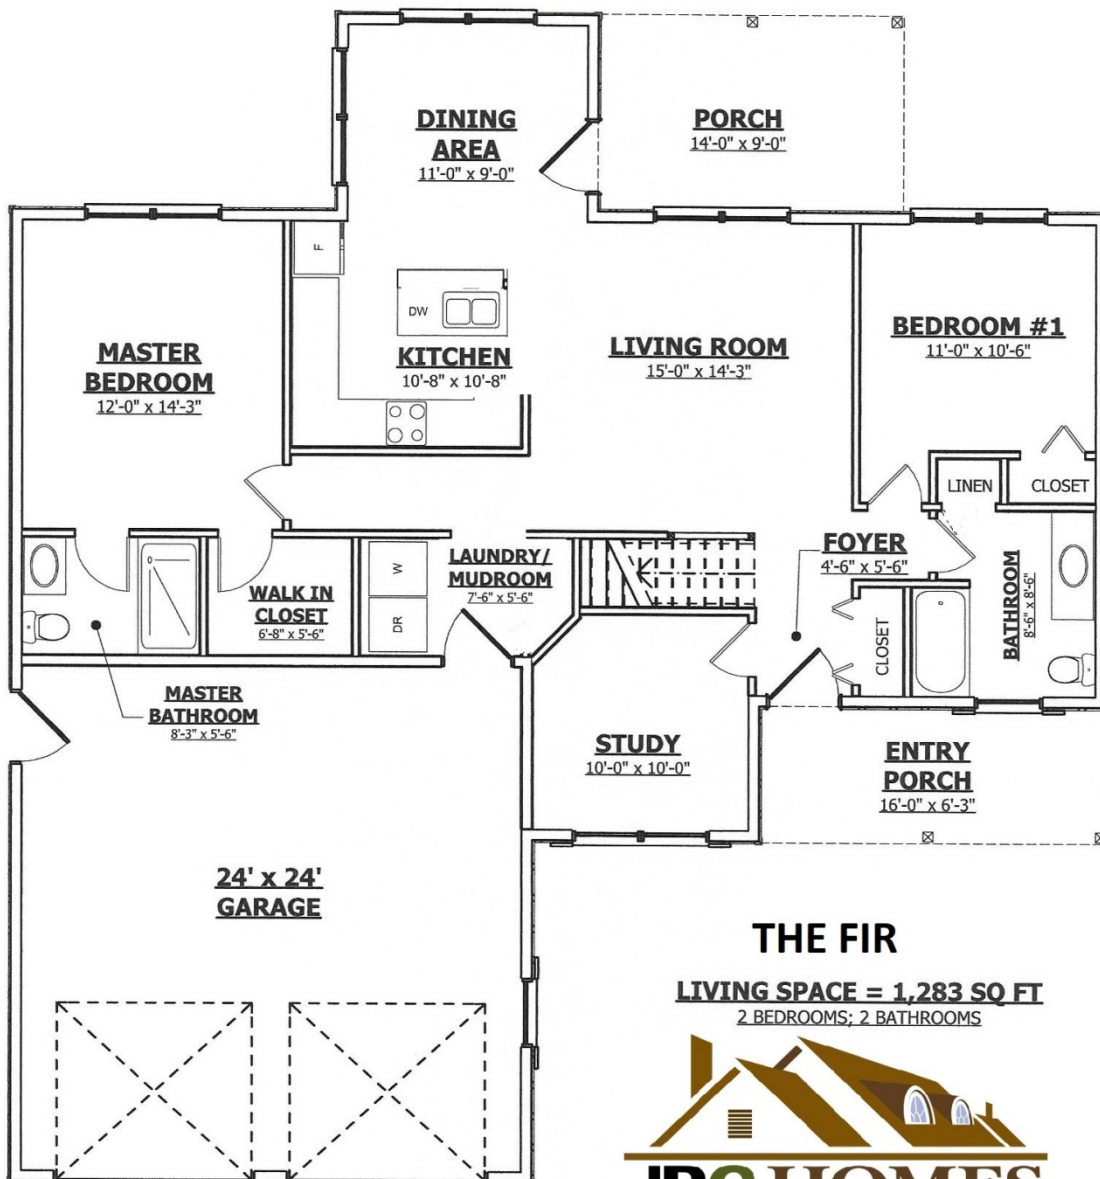 DINING
AREA
11'-0" x 9'-0"
PORCH
14'-0" x 9'-0"
F
DW
MASTER
BEDROOM
12'-0" x 14'-3"
KITCHEN
10'-8" x 10'-8"
LIVING ROOM
15'-0" x 14'-3"
BEDROOM #1
11'-0" x 10'-6"
LINEN
CLOSET
FOYER
4'-6" x 5'-6"
LAUNDRY/
MUDROOM
7'-6" x 5'-6"
W
DR
WALK IN
CLOSET
6'-8" x 5'-6"
BATHROOM
8'-6" x 8'-6"
CLOSET
MASTER
BATHROOM
8'-3" x 5'-6"
STUDY
10'-0" x 10'-0"
ENTRY
PORCH
16'-0" x 6'-3"
24' x 24'
GARAGE
THE FIR
LIVING SPACE = 1,283 SQ FT
2 BEDROOMS; 2 BATHROOMS
HOMES